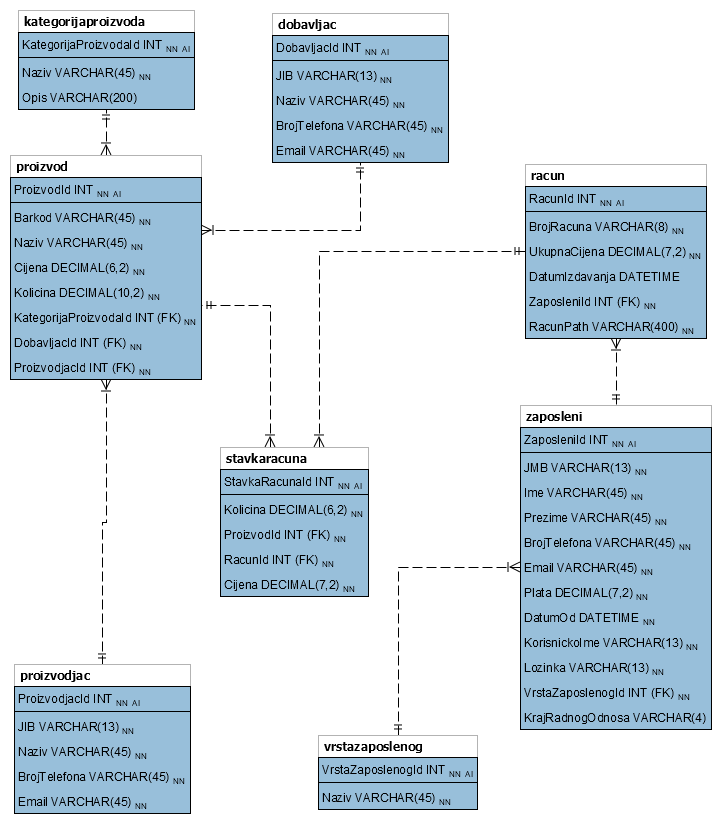 kategorijaproizvoda
KategorijaProizvodaId INT NN AI
Naziv VARCHAR(45) NN
Opis VARCHAR(200)
dobavljac
DobavljacId INT NN AI
JIB VARCHAR(13) NN
Naziv VARCHAR(45) NN
BrojTelefona VARCHAR(45) NN
Email VARCHAR(45) NN
proizvod
ProizvodId INT NN AI
Barkod VARCHAR(45) NN
Naziv VARCHAR(45) NN
Cijena DECIMAL(6,2) NN
Kolicina DECIMAL(10,2) NN
KategorijaProizvodaId INT (FK) NN
DobavljacId INT (FK) NN
ProizvodjacId INT (FK) NN
racun
RacunId INT NN AI
BrojRacuna VARCHAR(8) NN
UkupnaCijena DECIMAL(7,2) NN
DatumIzdavanja DATETIME
ZaposleniId INT (FK) NN
RacunPath VARCHAR(400) NN
stavkaracuna
StavkaRacunaId INT NN AI
Kolicina DECIMAL(6,2) NN
ProizvodId INT (FK) NN
RacunId INT (FK) NN
Cijena DECIMAL(7,2) NN
zaposleni
ZaposleniId INT NN AI
JMB VARCHAR(13) NN
Ime VARCHAR(45) NN
Prezime VARCHAR(45) NN
BrojTelefona VARCHAR(45) NN
Email VARCHAR(45) NN
Plata DECIMAL(7,2) NN
DatumOd DATETIME NN
KorisnickoIme VARCHAR(13) NN
Lozinka VARCHAR(13) NN
VrstaZaposlenogId INT (FK) NN
KrajRadnogOdnosa VARCHAR(4)
proizvodjac
ProizvodjacId INT NN AI
JIB VARCHAR(13) NN
Naziv VARCHAR(45) NN
BrojTelefona VARCHAR(45) NN
Email VARCHAR(45) NN
vrstazaposlenog
VrstaZaposlenogId INT NN AI
Naziv VARCHAR(45) NN